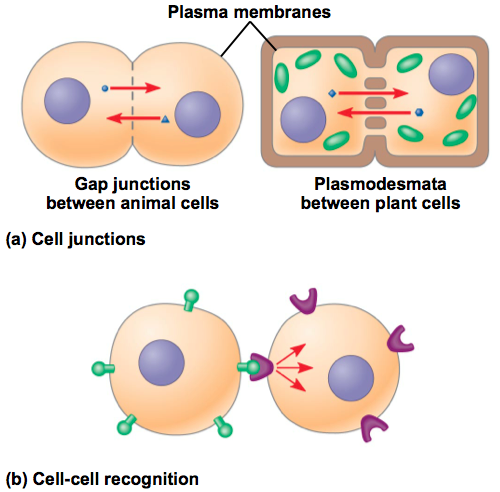 Plasma membranes
Gap junctions
between animal cells
Plasmodesmata
between plant cells
(a) Cell junctions
(b) Cell-cell recognition